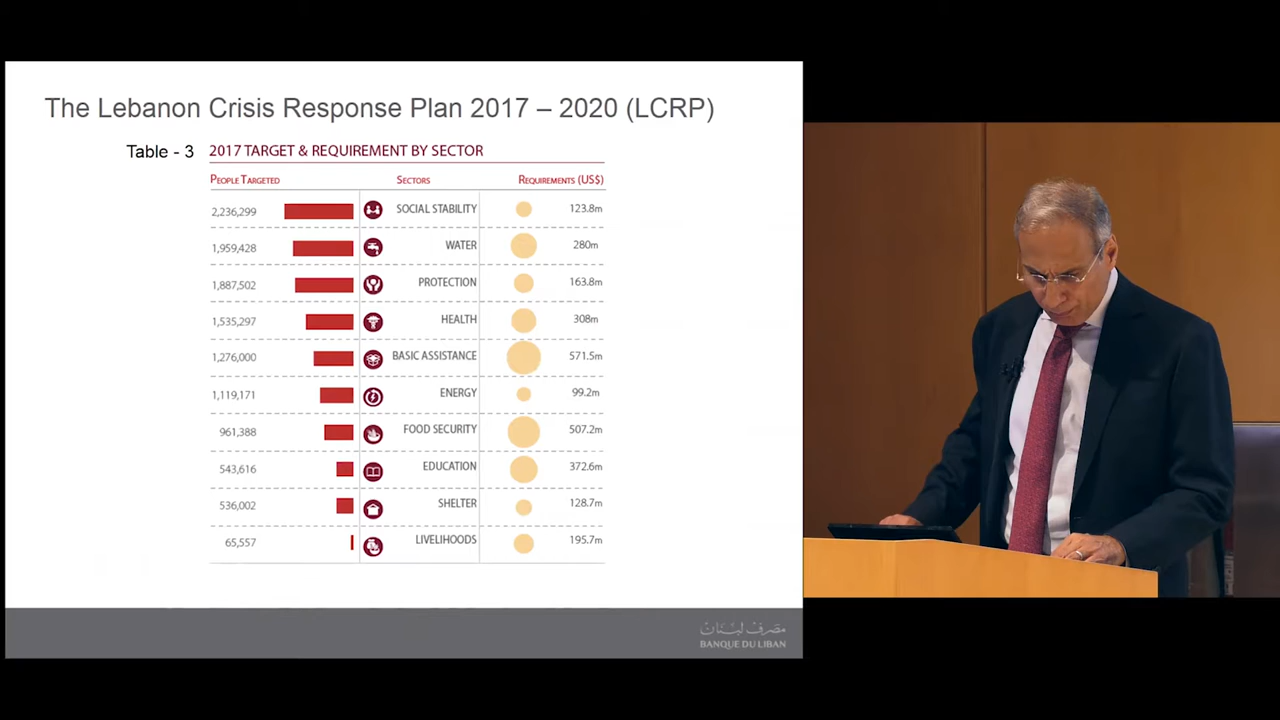 The Lebanon Crisis Response Plan 2017 – 2020 (LCRP)
Table - 3 2017 TARGET & REQUIREMENT BY SECTOR
PEOPLE TARGETED SECTORS REQUIREMENTS (US$)
2,236,299 SOCIAL STABILITY 123.8m
1,959,428 WATER 280m
1,887,502 PROTECTION 163.8m
1,535,297 HEALTH 308m
1,276,000 BASIC ASSISTANCE 571.5m
1,119,171 ENERGY 99.2m
961,388 FOOD SECURITY 507.2m
543,616 EDUCATION 372.6m
536,002 SHELTER 128.7m
65,557 LIVELIHOODS 195.7m
مصرف لبنان
BANQUE DU LIBAN